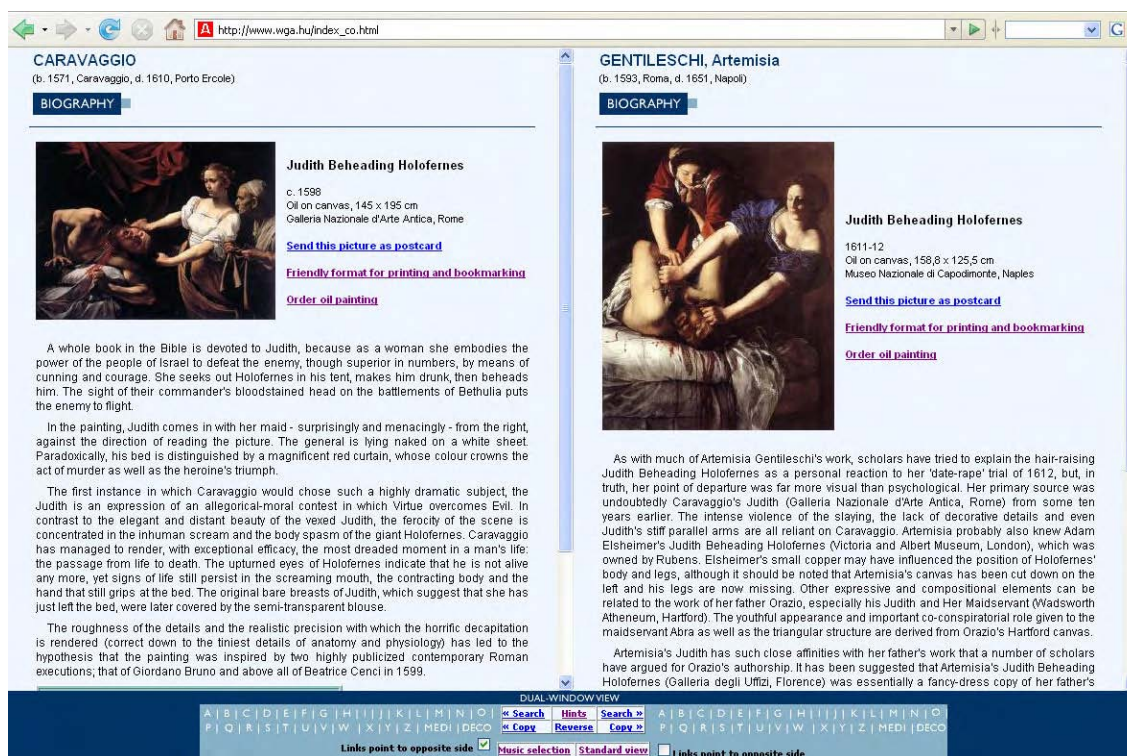 http://www.wga.hu/index_co.html
G
CARAVAGGIO
(b. 1571, Caravaggio, d. 1610, Porto Ercole)
BIOGRAPHY
Judith Beheading Holofernes
c. 1598
Oil on canvas, 145 x 195 cm
Galleria Nazionale d'Arte Antica, Rome
Send this picture as postcard
Friendly format for printing and bookmarking
Order oil painting
A whole book in the Bible is devoted to Judith, because as a woman she embodies the
power of the people of Israel to defeat the enemy, though superior in numbers, by means of
cunning and courage. She seeks out Holofernes in his tent, makes him drunk, then beheads
him. The sight of their commander's bloodstained head on the battlements of Bethulia puts
the enemy to flight.
In the painting, Judith comes in with her maid - surprisingly and menacingly - from the right,
against the direction of reading the picture. The general is lying naked on a white sheet.
Paradoxically, his bed is distinguished by a magnificent red curtain, whose colour crowns the
act of murder as well as the heroine's triumph.
The first instance in which Caravaggio would chose such a highly dramatic subject, the
Judith is an expression of an allegorical-moral contest in which Virtue overcomes Evil. In
contrast to the elegant and distant beauty of the vexed Judith, the ferocity of the scene is
concentrated in the inhuman scream and the body spasm of the giant Holofernes. Caravaggio
has managed to render, with exceptional efficacy, the most dreaded moment in a man's life:
the passage from life to death. The upturned eyes of Holofernes indicate that he is not alive
any more, yet signs of life still persist in the screaming mouth, the contracting body and the
hand that still grips at the bed. The original bare breasts of Judith, which suggest that she has
just left the bed, were later covered by the semi-transparent blouse.
The roughness of the details and the realistic precision with which the horrific decapitation
is rendered (correct down to the tiniest details of anatomy and physiology) has led to the
hypothesis that the painting was inspired by two highly publicized contemporary Roman
executions; that of Giordano Bruno and above all of Beatrice Cenci in 1599.
GENTILESCHI, Artemisia
(b. 1593, Roma, d. 1651, Napoli)
BIOGRAPHY
Judith Beheading Holofernes
1611-12
Oil on canvas, 158,8 x 125,5 cm
Museo Nazionale di Capodimonte, Naples
Send this picture as postcard
Friendly format for printing and bookmarking
Order oil painting
As with much of Artemisia Gentileschi's work, scholars have tried to explain the hair-raising
Judith Beheading Holofernes as a personal reaction to her 'date-rape' trial of 1612, but, in
truth, her point of departure was far more visual than psychological. Her primary source was
undoubtedly Caravaggio's Judith (Galleria Nazionale d'Arte Antica, Rome) from some ten
years earlier. The intense violence of the slaying, the lack of decorative details and even
Judith's stiff parallel arms are all reliant on Caravaggio. Artemisia probably also knew Adam
Elsheimer's Judith Beheading Holofernes (Victoria and Albert Museum, London), which was
owned by Rubens. Elsheimer's small copper may have influenced the position of Holofernes'
body and legs, although it should be noted that Artemisia's canvas has been cut down on the
left and his legs are now missing. Other expressive and compositional elements can be
related to the work of her father Orazio, especially his Judith and Her Maidservant (Wadsworth
Atheneum, Hartford). The youthful appearance and important co-conspiratorial role given to the
maidservant Abra as well as the triangular structure are derived from Orazio's Hartford canvas.
Artemisia's Judith has such close affinities with her father's work that a number of scholars
have argued for Orazio's authorship. It has been suggested that Artemisia's Judith Beheading
Holofernes (Galleria degli Uffizi, Florence) was essentially a fancy-dress copy of her father's
DUAL-WINDOW VIEW
A | B | C | D | E | F | G | H | I | J | K | L | M | N | O | « Search Hints Search » A | B | C | D | E | F | G | H | I | J | K | L | M | N | O
P | Q | R | S | T | U | V | W | X | Y | Z | MEDI | DECO « Copy Reverse Copy » P | Q | R | S | T | U | V | W | X | Y | Z | MEDI | DECO
Links point to opposite side Music selection Standard view Links point to opposite side